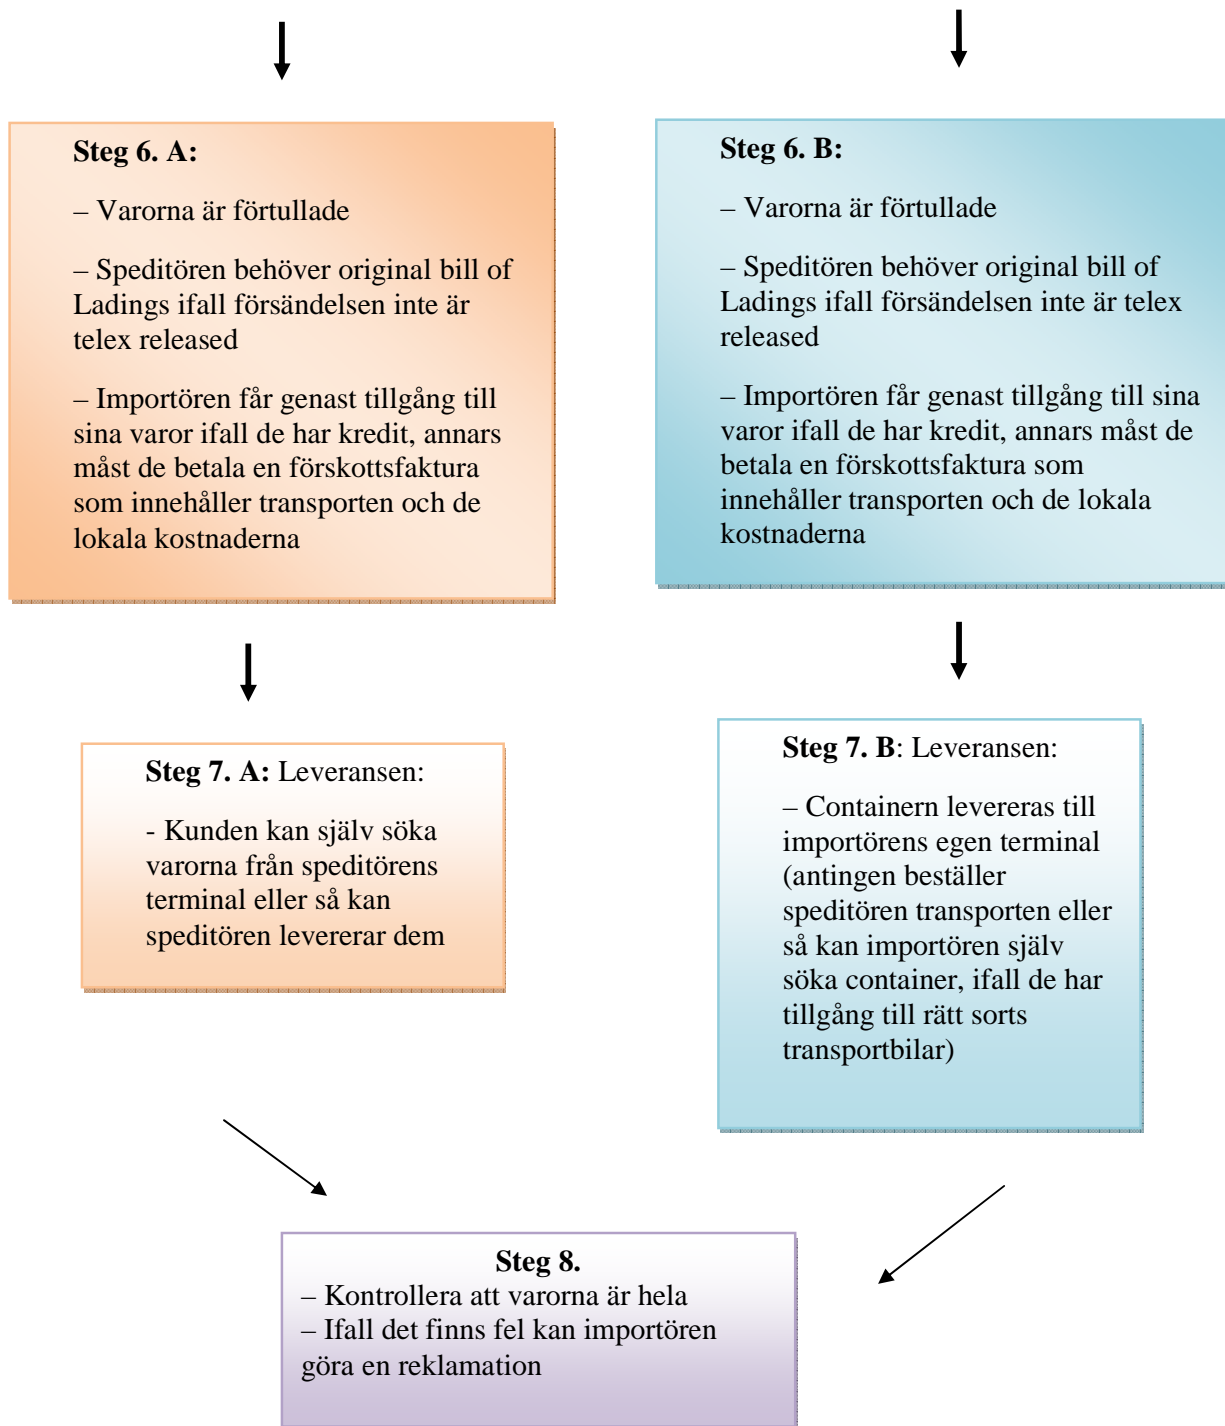 Steg 6. A:
– Varorna är förtullade
– Speditören behöver original bill of
Ladings ifall försändelsen inte är
telex released
– Importören får genast tillgång till
sina varor ifall de har kredit, annars
måst de betala en förskottsfaktura
som innehåller transporten och de
lokala kostnaderna
Steg 6. B:
– Varorna är förtullade
– Speditören behöver original bill of
Ladings ifall försändelsen inte är telex
released
– Importören får genast tillgång till sina
varor ifall de har kredit, annars måst de
betala en förskottsfaktura som
innehåller transporten och de lokala
kostnaderna
Steg 7. A: Leveransen:
- Kunden kan själv söka
varorna från speditörens
terminal eller så kan
speditören levererar dem
Steg 7. B: Leveransen:
– Containern levereras till
importörens egen terminal
(antingen beställer
speditören transporten eller
så kan importören själv
söka container, ifall de har
tillgång till rätt sorts
transportbilar)
Steg 8.
– Kontrollera att varorna är hela
– Ifall det finns fel kan importören
göra en reklamation